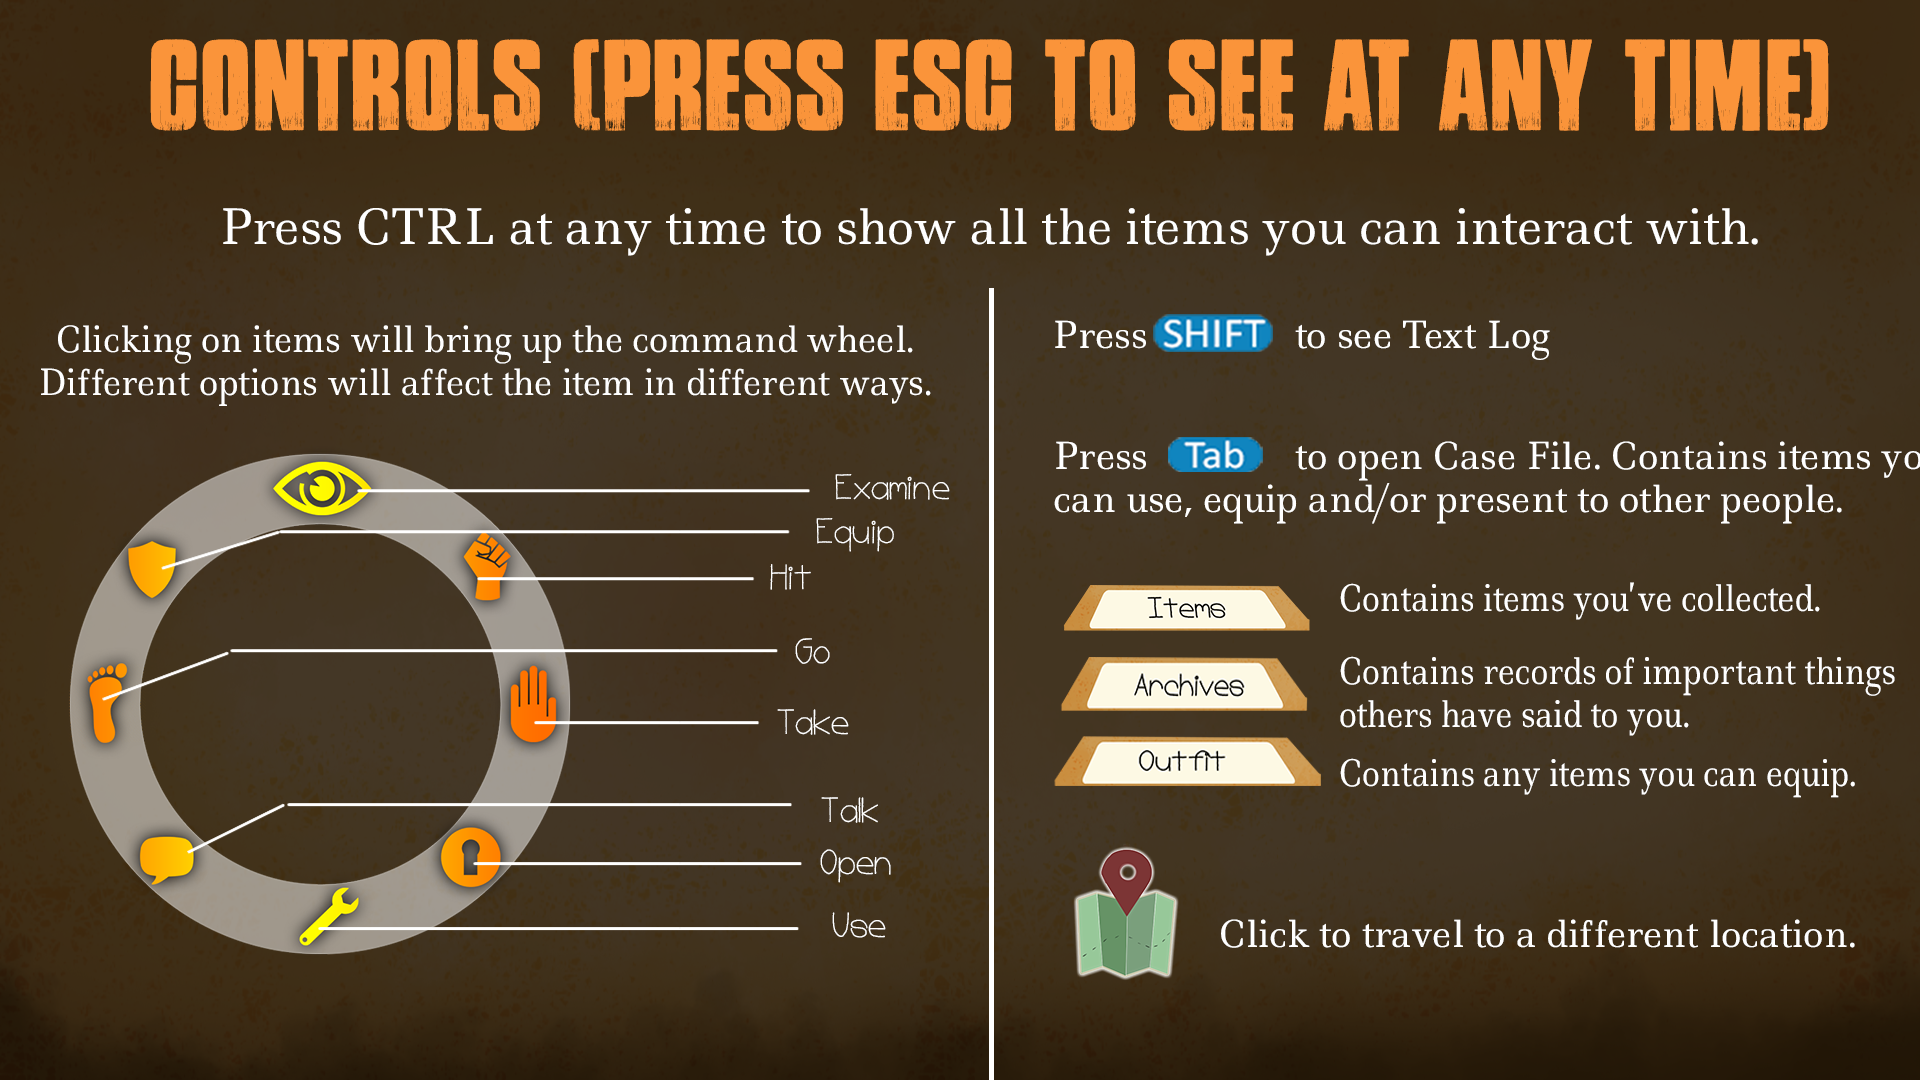 CONTROLS (PRESS ESC TO SEE AT ANY TIME)
Press CTRL at any time to show all the items you can interact with.
Clicking on items will bring up the command wheel.
Different options will affect the item in different ways.
Examine
Equip
Hit
Go
Take
Talk
Open
Use
Press SHIFT to see Text Log
Press Tab to open Case File. Contains items yo
can use, equip and/or present to other people.
Items
Contains items you've collected.
Archives
Contains records of important things
others have said to you.
Outfit
Contains any items you can equip.
Click to travel to a different location.